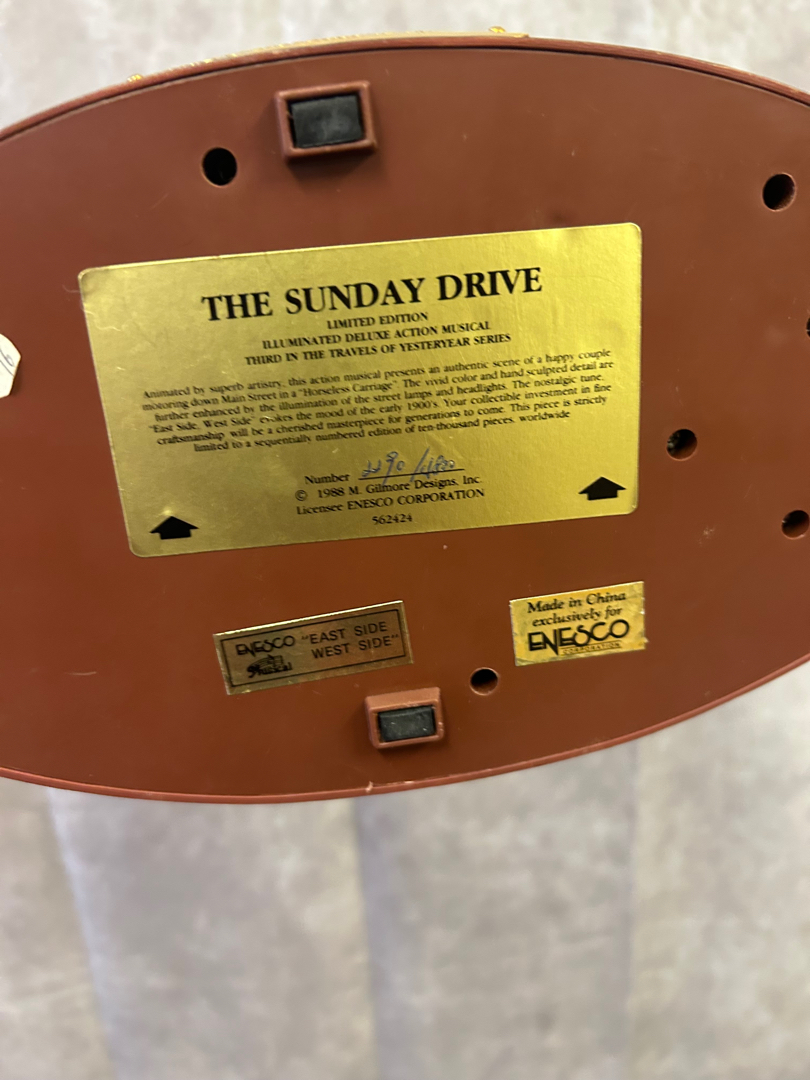 THE SUNDAY DRIVE
LIMITED EDITION
ILLUMINATED DELUXE ACTION MUSICAL
THIRD IN THE TRAVELS OF YESTERYEAR SERIES
Animated by superb artistry, this action musical presents an authentic scene of a happy couple
motoring down Main Street in a "Horseless Carriage". The vivid color and hand sculpted detail are
further enhanced by the illumination of the street lamps and headlights. The nostalgic tune,
"East Side, West Side" evokes the mood of the early 1900's. Your collectible investment in fine
craftsmanship will be a cherished masterpiece for generations to come. This piece is strictly
limited to a sequentially numbered edition of ten-thousand pieces, worldwide
Number
© 1988 M. Gilmore Designs, Inc.
Licensee ENESCO CORPORATION
562424
ENESCO "EAST SIDE
Musical WEST SIDE"
Made in China
exclusively for
ENESCO
CORPORATION